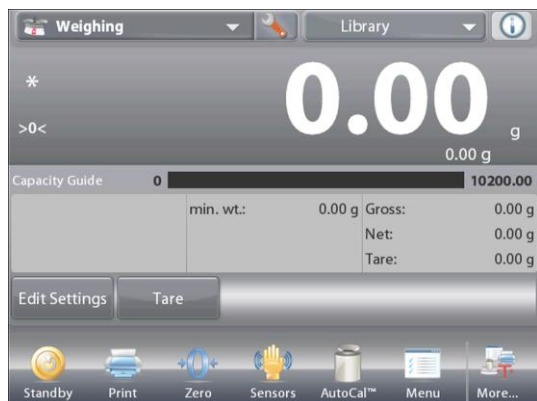 Weighing Library
*
0.00 g
>0<
0.00 g
Capacity Guide 0 10200.00
min. wt.: 0.00 g Gross: 0.00 g
Net: 0.00 g
Tare: 0.00 g
Edit Settings Tare
Standby Print Zero Sensors AutoCal™ Menu More...